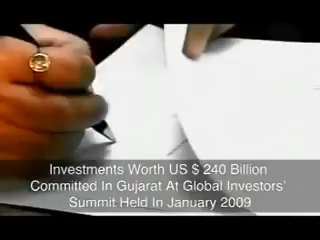 Investments Worth US $ 240 Billion
Committed In Gujarat At Global Investors'
Summit Held In January 2009